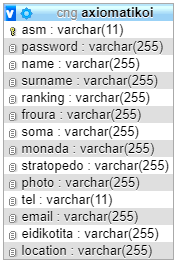 v cng axiomatikoi
asm : varchar(11)
password : varchar(255)
name : varchar(255)
surname : varchar(255)
ranking : varchar(255)
froura : varchar(255)
soma : varchar(255)
monada : varchar(255)
stratopedo : varchar(255)
photo : varchar(255)
tel : varchar(11)
email : varchar(255)
eidikotita : varchar(255)
location : varchar(255)